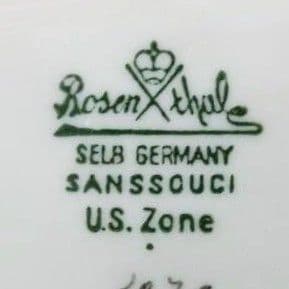 Rosenthal
SELB GERMANY
SANSSOUCI
U.S. Zone